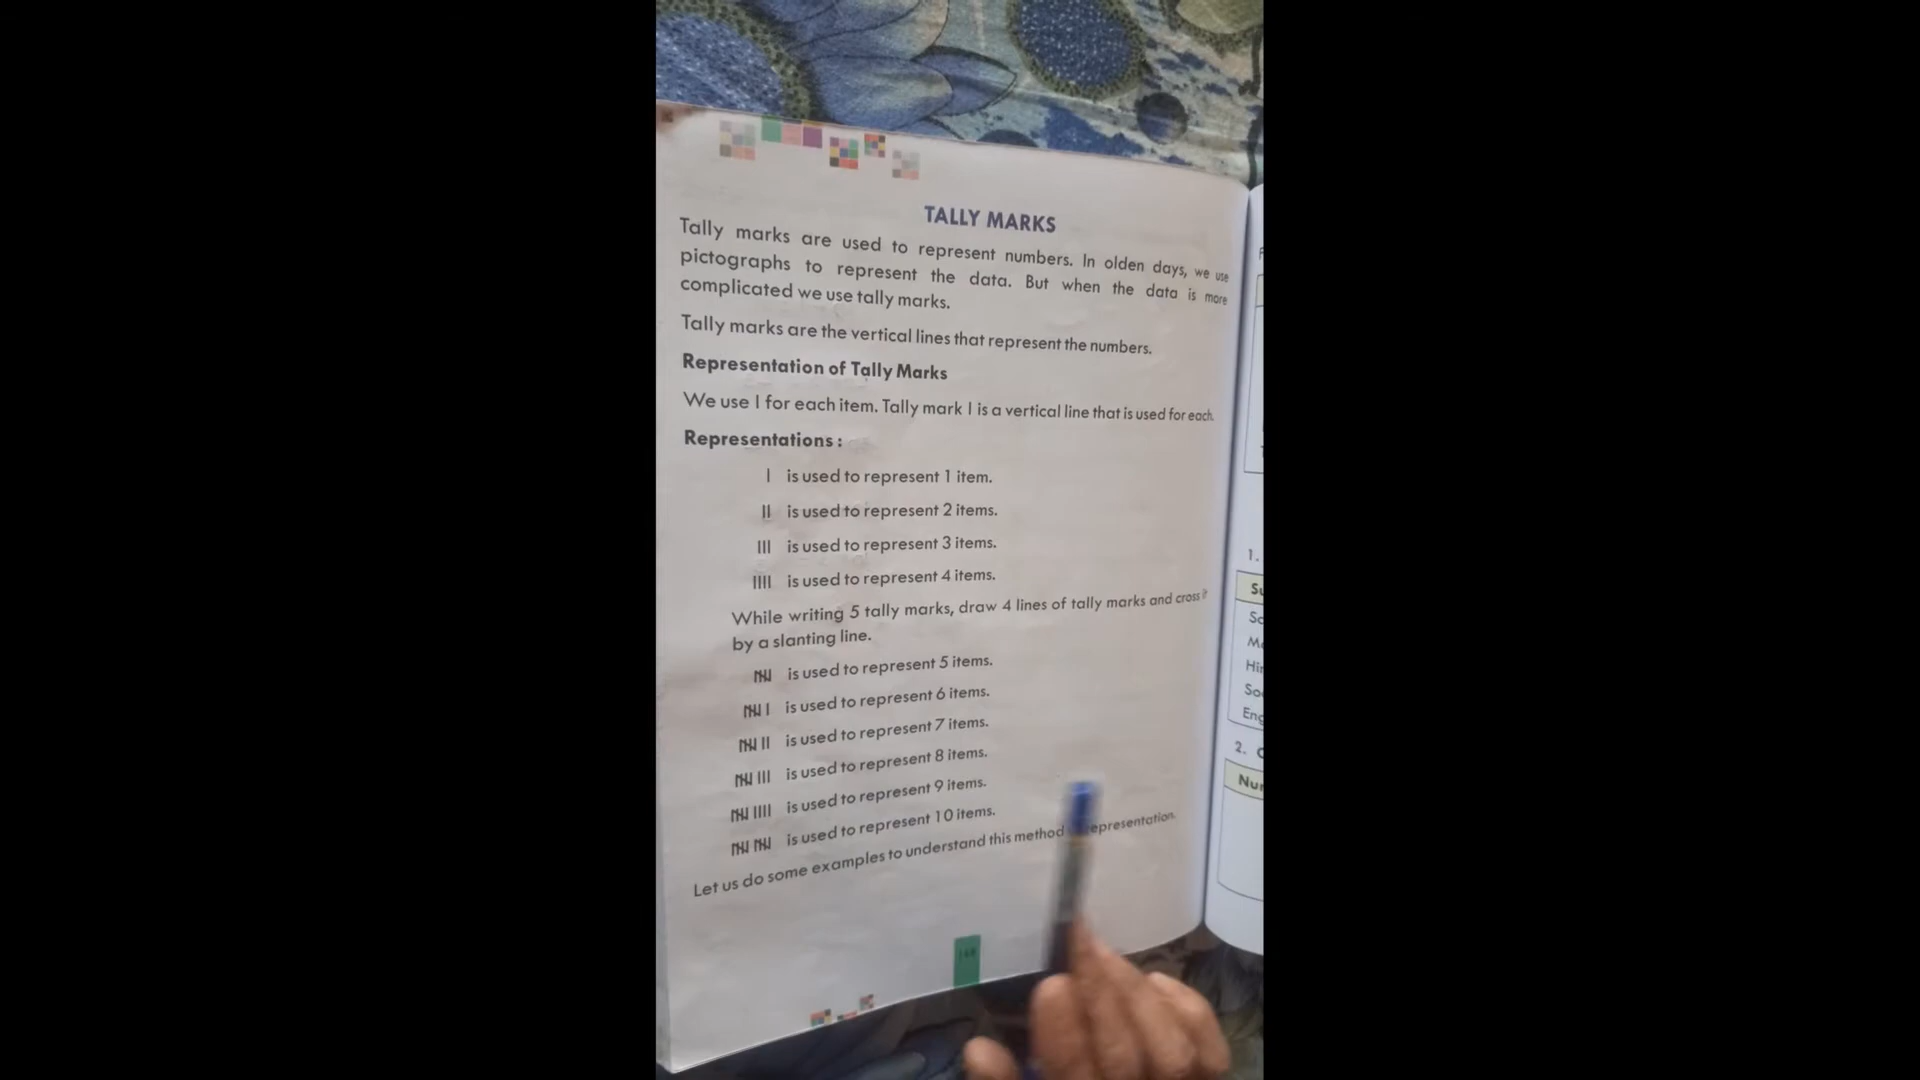 TALLY MARKS
Tally marks are used to represent numbers. In olden days, we use
pictographs to represent the data. But when the data is more
complicated we use tally marks.
Tally marks are the vertical lines that represent the numbers.
Representation of Tally Marks
We use I for each item. Tally mark I is a vertical line that is used for each.
Representations :
I is used to represent 1 item.
II is used to represent 2 items.
III is used to represent 3 items.
IIII is used to represent 4 items.
While writing 5 tally marks, draw 4 lines of tally marks and cross it
by a slanting line.
𝍸 is used to represent 5 items.
𝍸 I is used to represent 6 items.
𝍸 II is used to represent 7 items.
𝍸 III is used to represent 8 items.
𝍸 IIII is used to represent 9 items.
𝍸 𝍸 is used to represent 10 items.
Let us do some examples to understand this method representation.
1.
2.